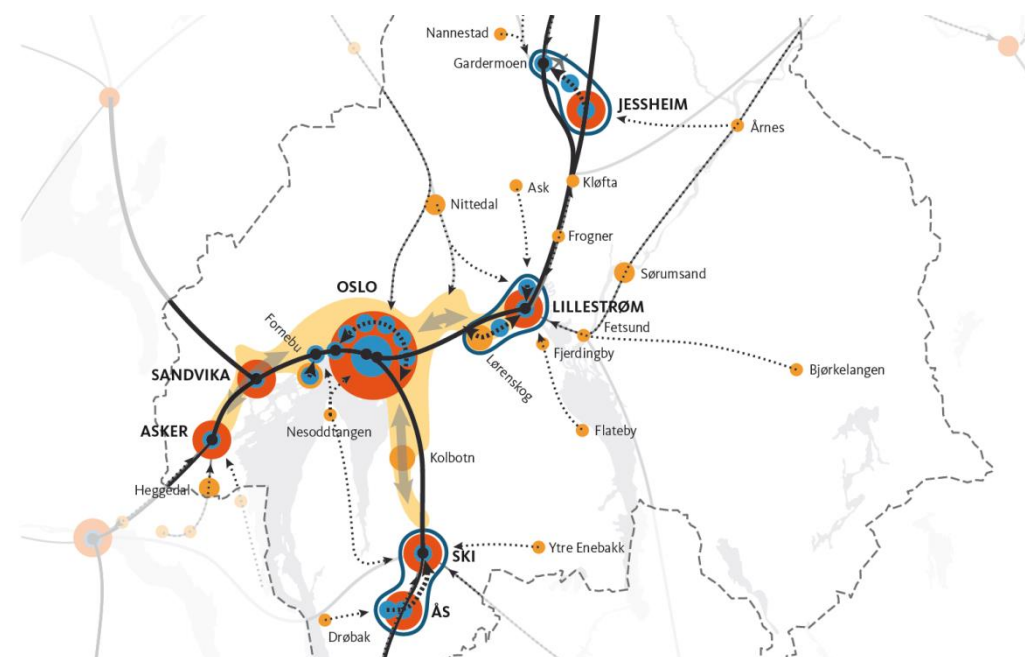 Nannestad
Gardermoen
JESSHEIM
Årnes
Kløfta
Ask
Nittedal
Frogner
Sørumsand
OSLO
LILLESTRØM
Fornebu
Fetsund
Fjerdingby
Lørenskog
Bjørkelangen
SANDVIKA
Nesoddtangen
Flateby
ASKER
Kolbotn
Heggedal
Ytre Enebakk
SKI
ÅS
Drøbak